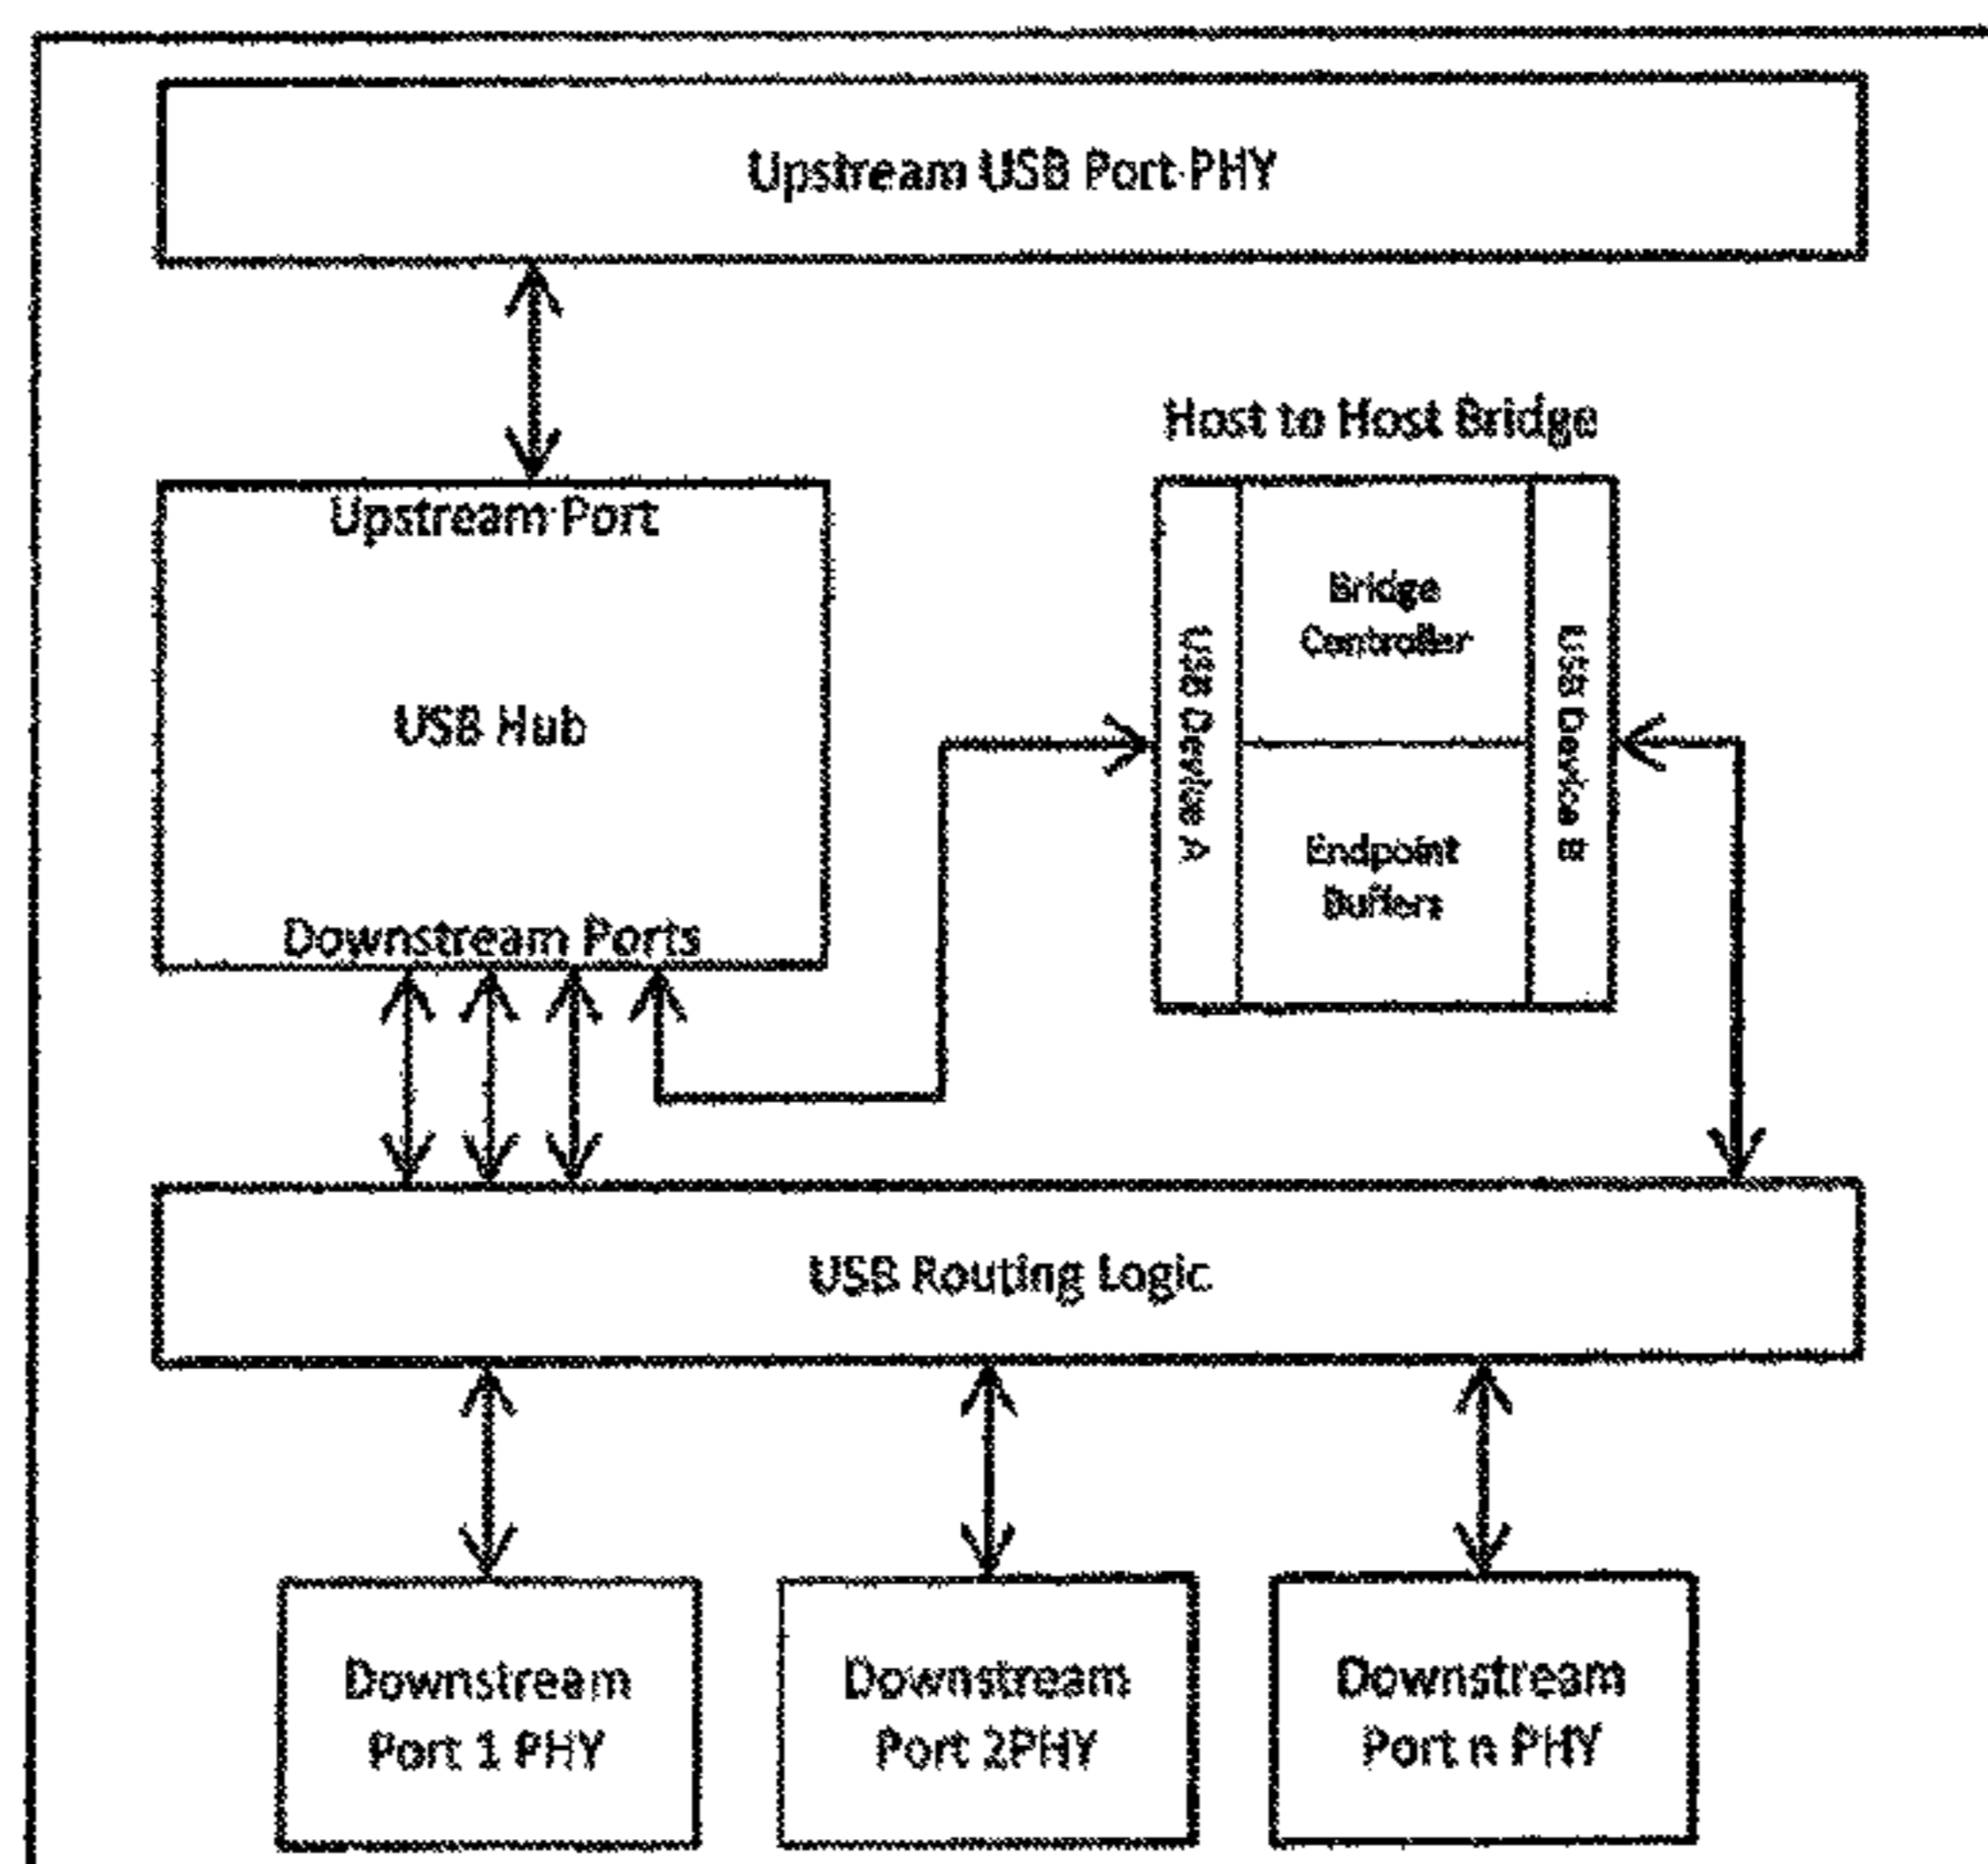 Upstream USB Port PHY
Host to Host Bridge
Upstream Port
USB Hub
Downstream Ports
USB Device A
Bridge
Controller
Endpoint
Buffers
USB Device B
USB Routing Logic
Downstream
Port 1 PHY
Downstream
Port 2PHY
Downstream
Port n PHY